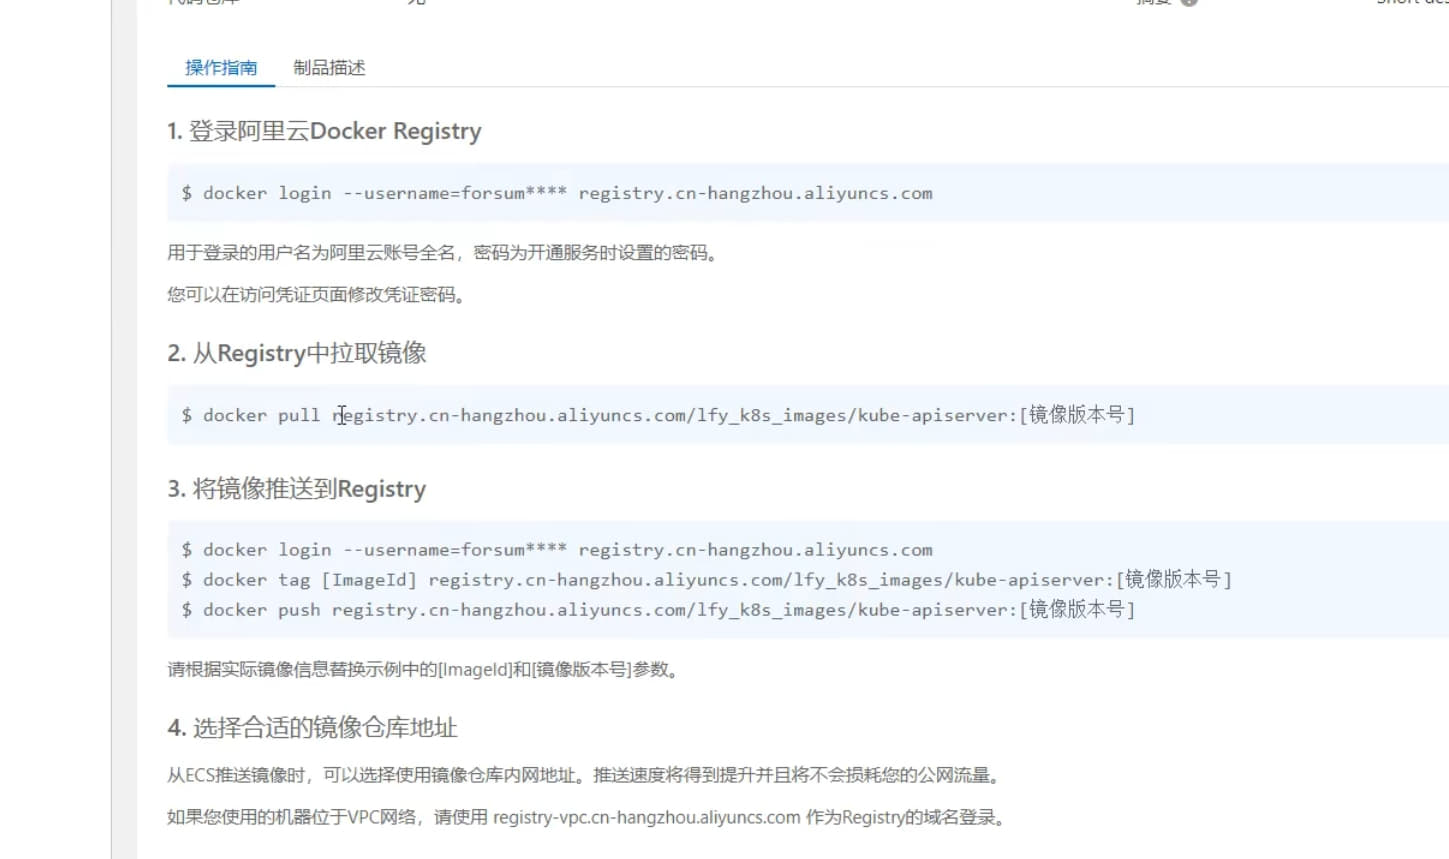 操作指南 制品描述
1. 登录阿里云Docker Registry
$ docker login --username=forsum**** registry.cn-hangzhou.aliyuncs.com
用于登录的用户名为阿里云账号全名，密码为开通服务时设置的密码。
您可以在访问凭证页面修改凭证密码。
2. 从Registry中拉取镜像
$ docker pull registry.cn-hangzhou.aliyuncs.com/lfy_k8s_images/kube-apiserver:[镜像版本号]
3. 将镜像推送到Registry
$ docker login --username=forsum**** registry.cn-hangzhou.aliyuncs.com
$ docker tag [ImageId] registry.cn-hangzhou.aliyuncs.com/lfy_k8s_images/kube-apiserver:[镜像版本号]
$ docker push registry.cn-hangzhou.aliyuncs.com/lfy_k8s_images/kube-apiserver:[镜像版本号]
请根据实际镜像信息替换示例中的[ImageId]和[镜像版本号]参数。
4. 选择合适的镜像仓库地址
从ECS推送镜像时，可以选择使用镜像仓库内网地址。推送速度将得到提升并且将不会损耗您的公网流量。
如果您使用的机器位于VPC网络，请使用 registry-vpc.cn-hangzhou.aliyuncs.com 作为Registry的域名登录。